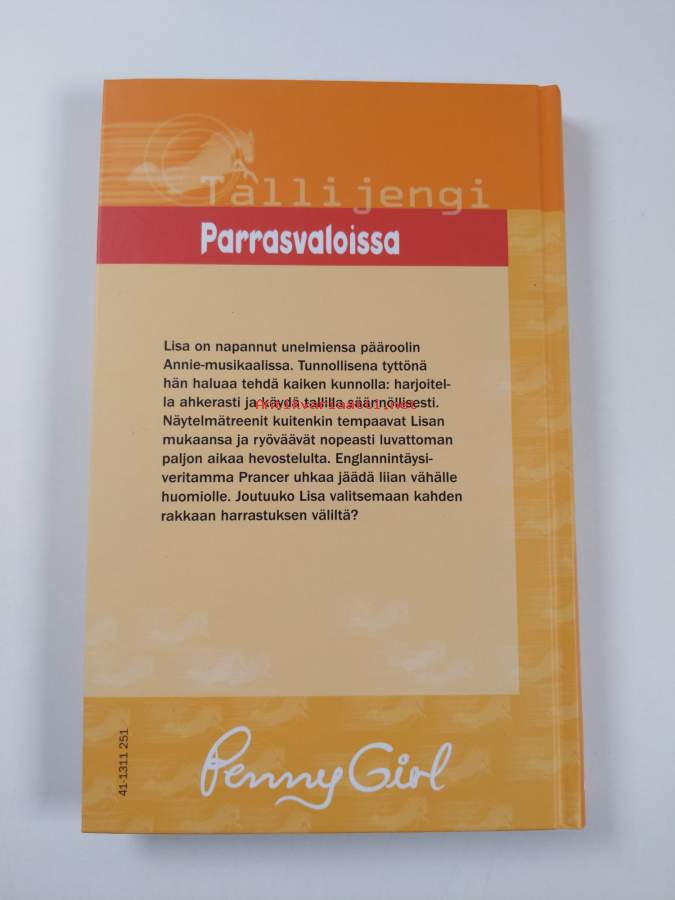 Tallijengi
Parrasvaloissa
Lisa on napannut unelmiensa pääroolin
Annie-musikaalissa. Tunnollisena tyttönä
hän haluaa tehdä kaiken kunnolla: harjoitel-
la ahkerasti ja käydä tallilla säännöllisesti.
Antikvariaatti.net
Näytelmätreenit kuitenkin tempaavat Lisan
mukaansa ja ryöväävät nopeasti luvattoman
paljon aikaa hevostelulta. Englannintäysi-
veritamma Prancer uhkaa jäädä liian vähälle
huomiolle. Joutuuko Lisa valitsemaan kahden
rakkaan harrastuksen väliltä?
41-1311 251
Penny Girl